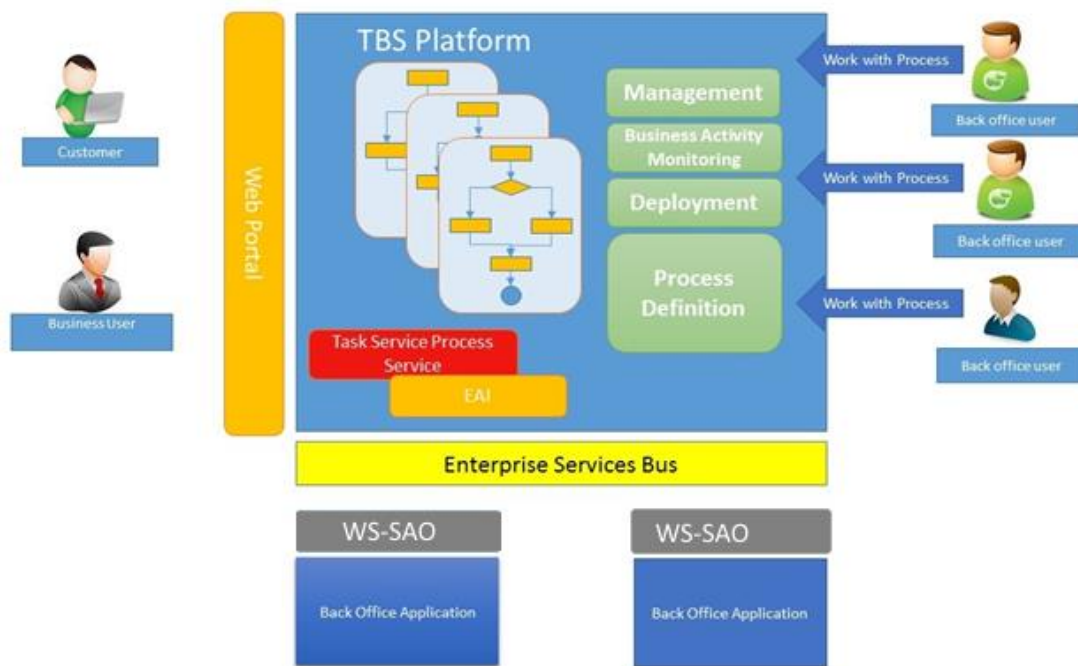 TBS Platform
Web Portal
Customer
Business User
Management
Business Activity
Monitoring
Deployment
Process
Definition
Task Service Process
Service
EAI
Work with Process
Back office user
Work with Process
Back office user
Work with Process
Back office user
Enterprise Services Bus
WS-SAO
WS-SAO
Back Office Application
Back Office Application